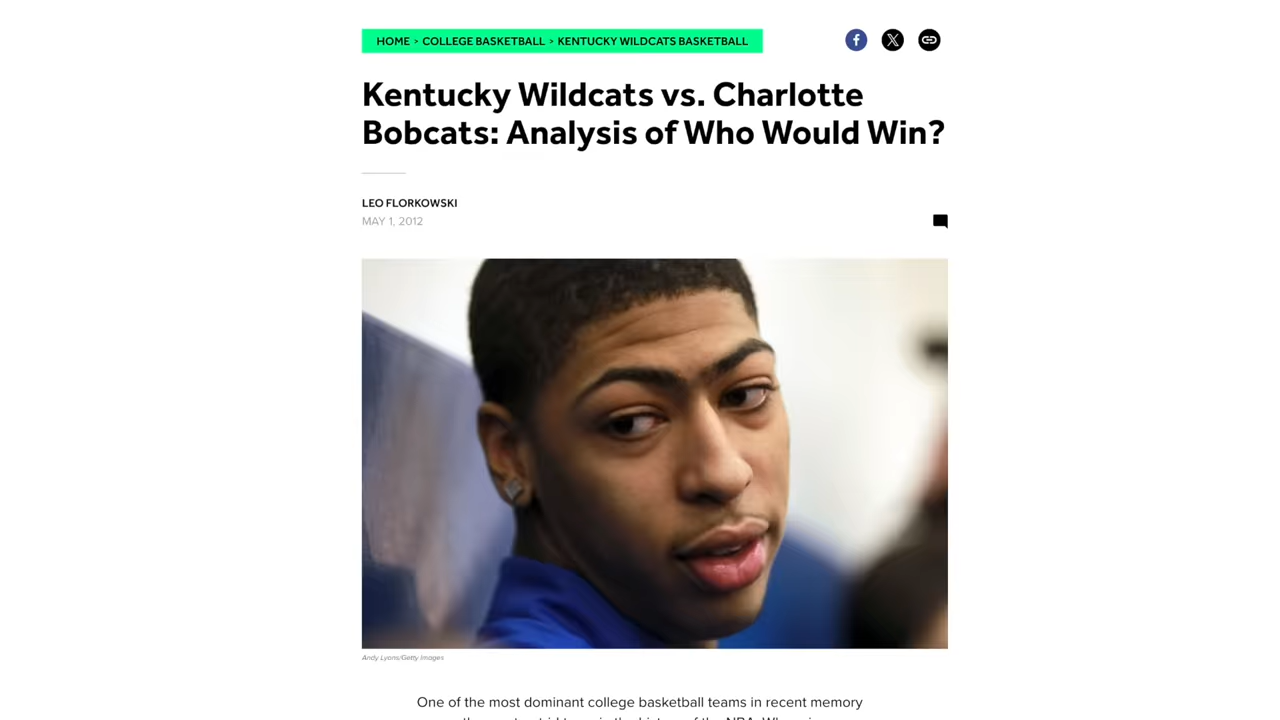 HOME > COLLEGE BASKETBALL > KENTUCKY WILDCATS BASKETBALL
Kentucky Wildcats vs. Charlotte
Bobcats: Analysis of Who Would Win?
LEO FLORKOWSKI
MAY 1, 2012
Andy Lyons/Getty Images
One of the most dominant college basketball teams in recent memory